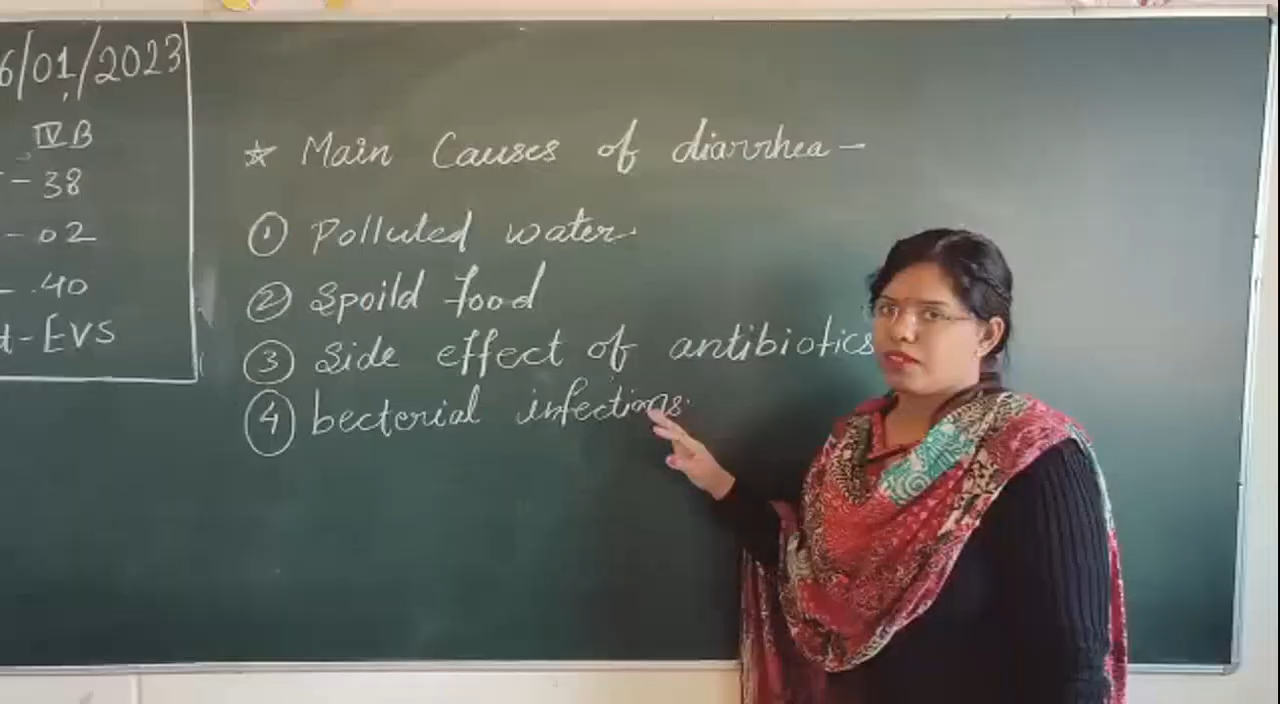 6/01/2023
IV B
- 38
- 02
- 40
t - EVS
☆ Main Causes of diarrhea -
① Polluted water
② Spoild food
③ Side effect of antibiotics
④ becterial infections.